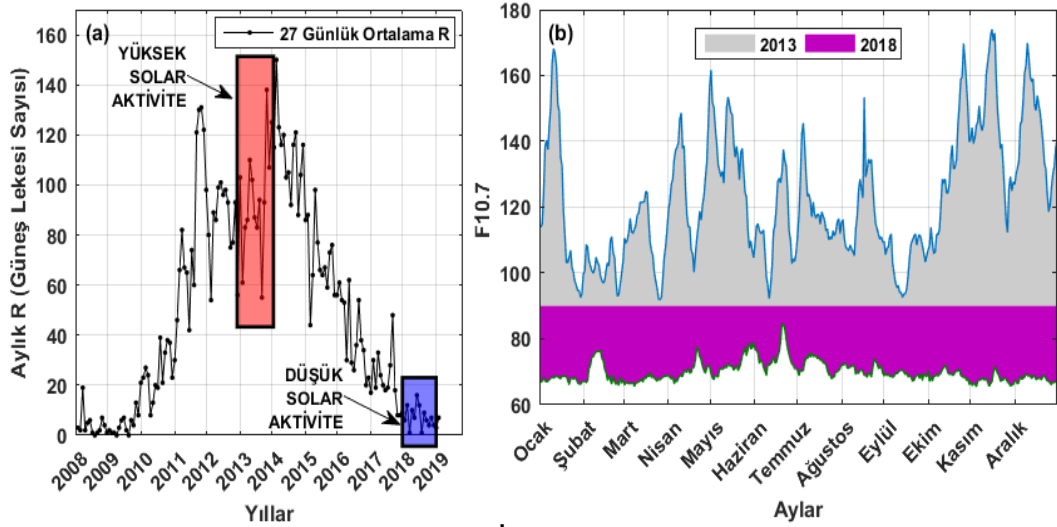 (a)
27 Günlük Ortalama R
YÜKSEK
SOLAR
AKTİVİTE
DÜŞÜK
SOLAR
AKTİVİTE
160
140
120
100
80
60
40
20
0
Aylık R (Güneş Lekesi Sayısı)
2008
2009
2010
2011
2012
2013
2014
2015
2016
2017
2018
2019
Yıllar
(b)
2013
2018
180
160
140
120
100
80
60
F10.7
Ocak
Şubat
Mart
Nisan
Mayıs
Haziran
Temmuz
Ağustos
Eylül
Ekim
Kasım
Aralık
Aylar